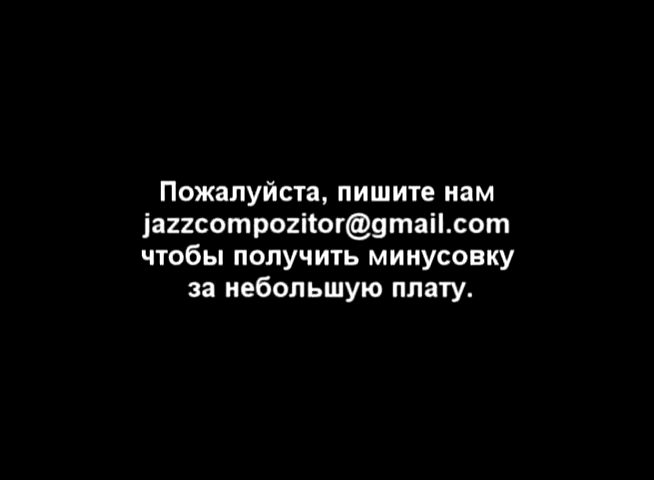 Пожалуйста, пишите нам
jazzcompozitor@gmail.com
чтобы получить минусовку
за небольшую плату.